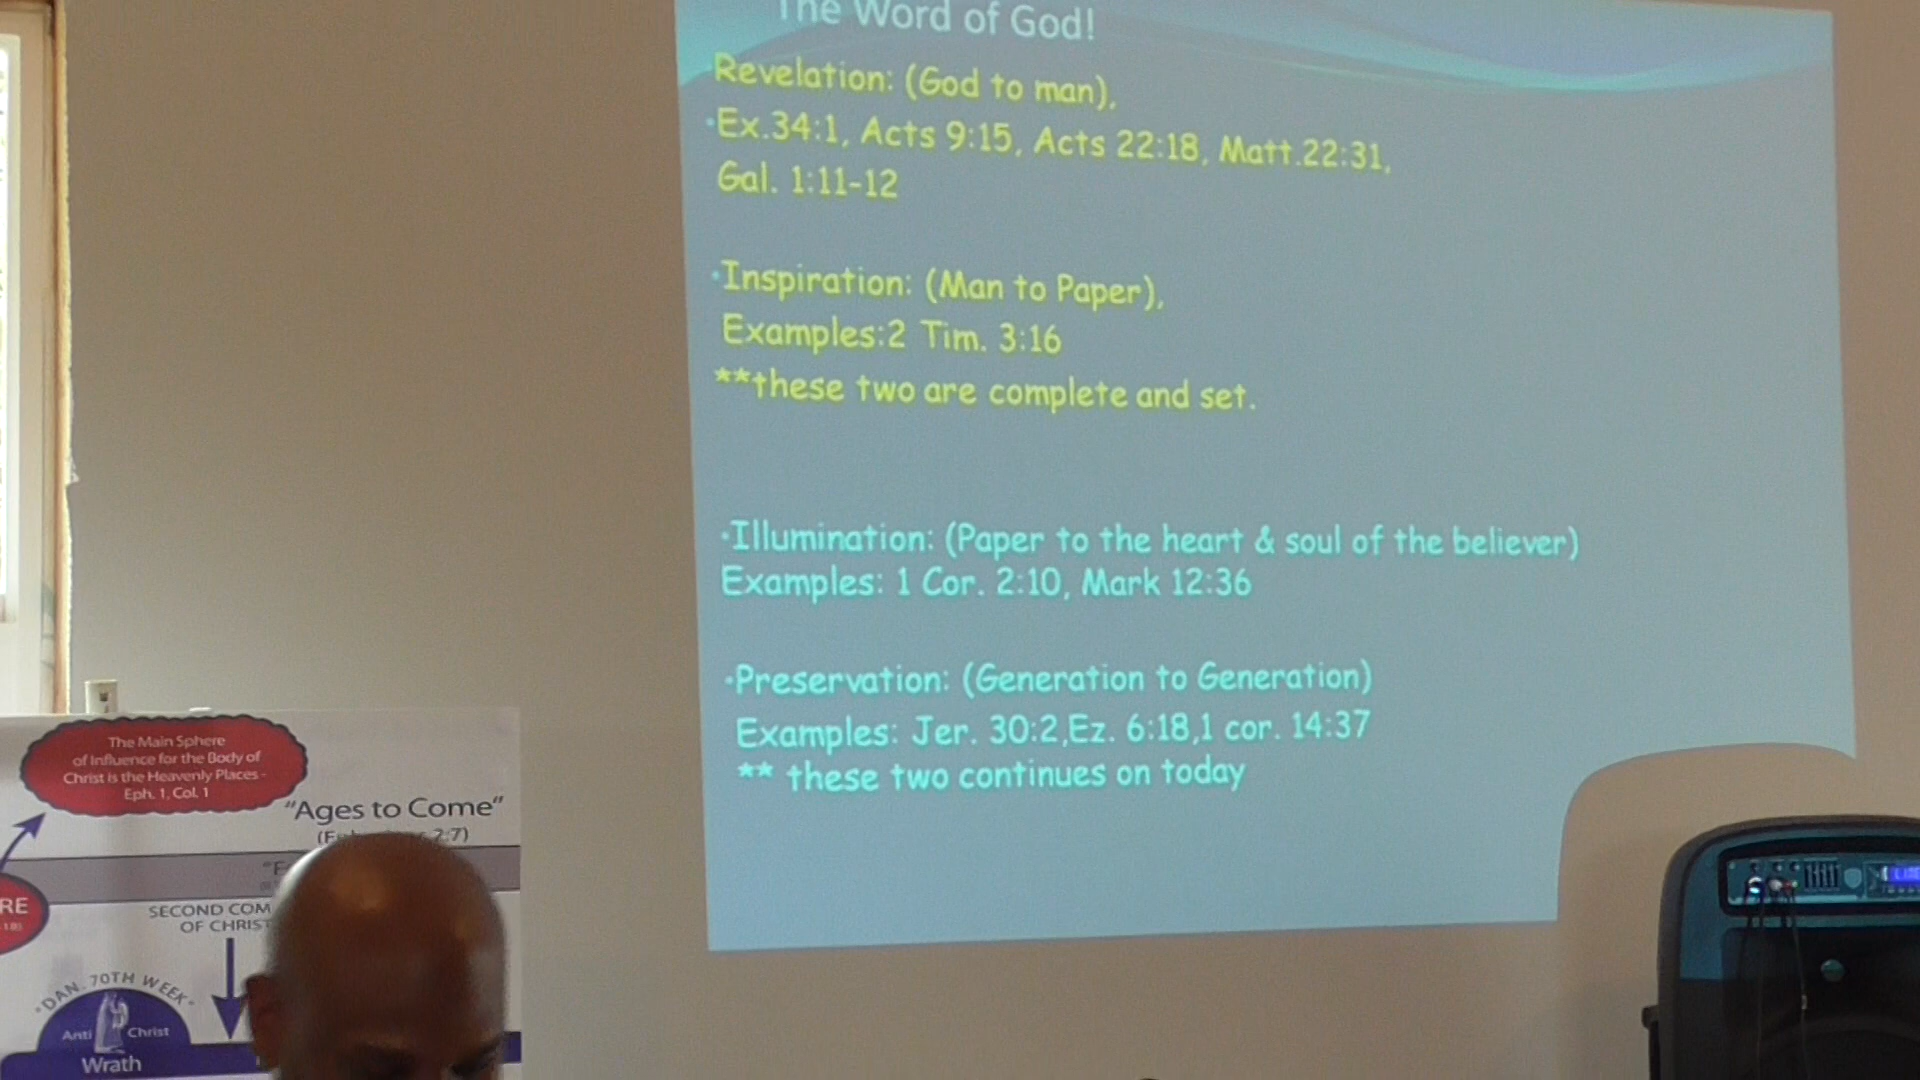 The Word of God!
Revelation: (God to man),
•Ex.34:1, Acts 9:15, Acts 22:18, Matt.22:31,
Gal. 1:11-12
•Inspiration: (Man to Paper),
Examples:2 Tim. 3:16
**these two are complete and set.
•Illumination: (Paper to the heart & soul of the believer)
Examples: 1 Cor. 2:10, Mark 12:36
•Preservation: (Generation to Generation)
Examples: Jer. 30:2,Ez. 6:18,1 cor. 14:37
** these two continues on today
The Main Sphere
of Influence for the Body of
Christ is the Heavenly Places -
Eph. 1, Col. 1
"Ages to Come"
2:7)
RE
SECOND COM
OF CHRIST
"DAN. 70TH WEEK"
Anti Christ
Wrath